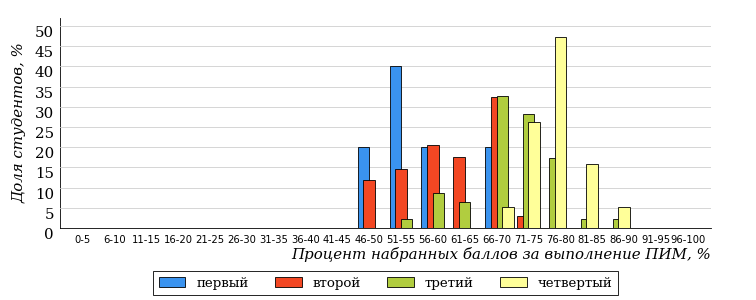 Доля студентов, %
50
45
40
35
30
25
20
15
10
5
0
0-5 6-10 11-15 16-20 21-25 26-30 31-35 36-40 41-45 46-50 51-55 56-60 61-65 66-70 71-75 76-80 81-85 86-90 91-95 96-100
Процент набранных баллов за выполнение ПИМ, %
первый второй третий четвертый